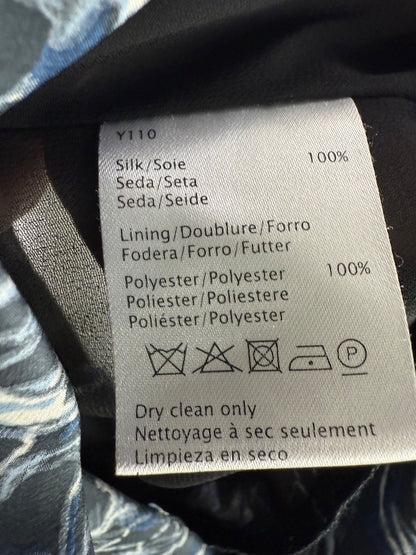 Y110
Silk/Soie 100%
Seda/Seta
Seda/Seide
Lining/Doublure/Forro
Fodera/Forro/Futter
Polyester/Polyester 100%
Poliester/Poliestere
Poliéster/Polyester
P
Dry clean only
Nettoyage à sec seulement
Limpieza en seco